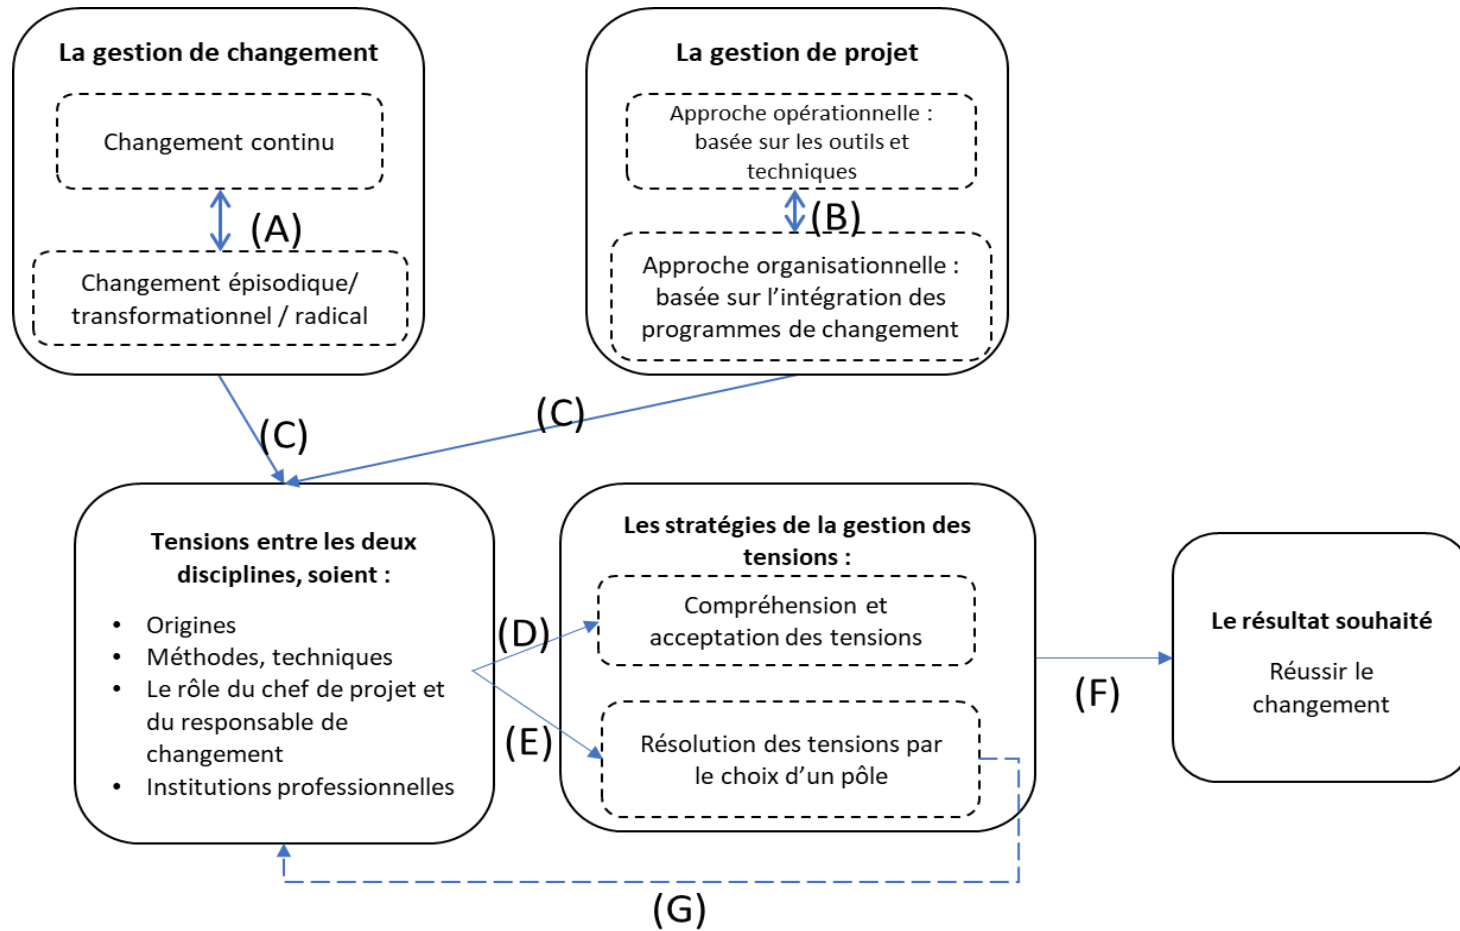 La gestion de changement
Changement continu
(A)
Changement épisodique/
transformationnel / radical
La gestion de projet
Approche opérationnelle :
basée sur les outils et
techniques
(B)
Approche organisationnelle :
basée sur l’intégration des
programmes de changement
(C)
(C)
Tensions entre les deux
disciplines, soient :
• Origines
• Méthodes, techniques
• Le rôle du chef de projet et
du responsable de
changement
• Institutions professionnelles
(D)
(E)
Les stratégies de la gestion des
tensions :
Compréhension et
acceptation des tensions
Résolution des tensions par
le choix d’un pôle
(F)
Le résultat souhaité
Réussir le
changement
(G)